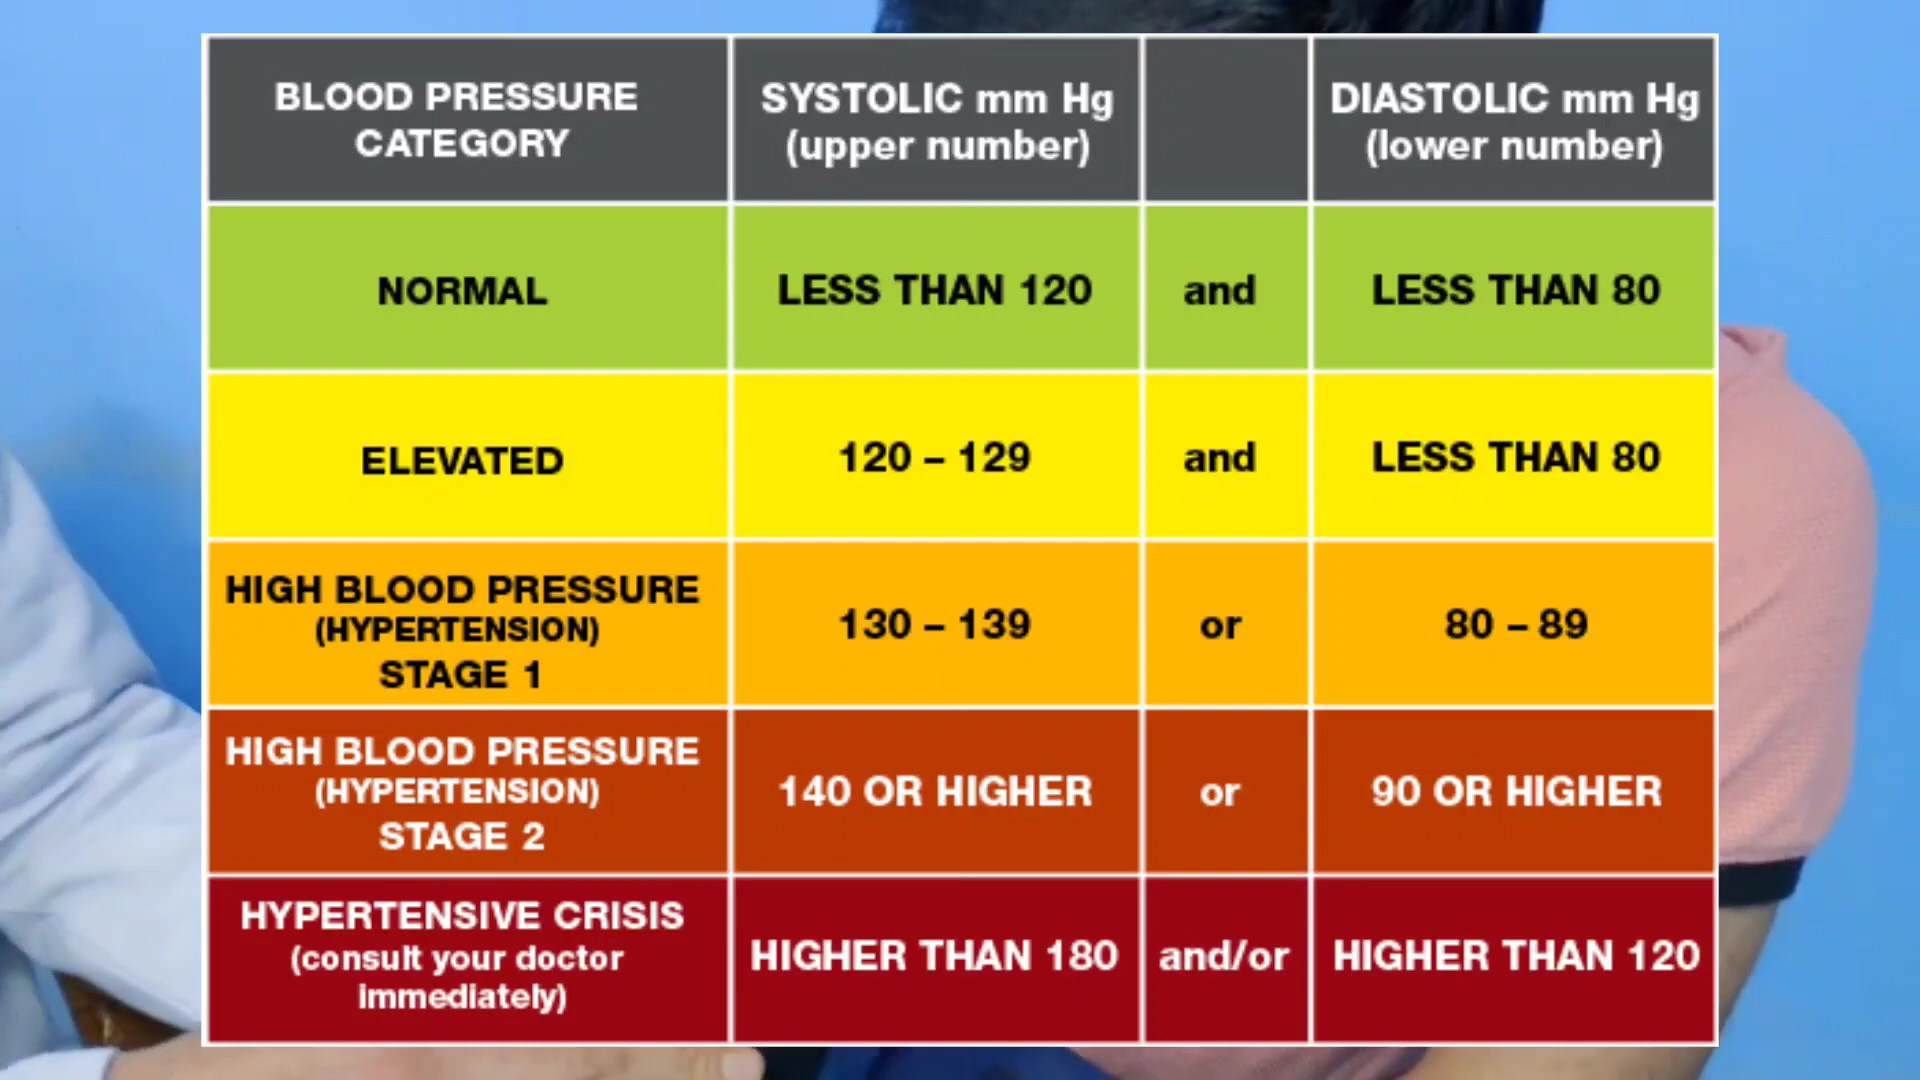 BLOOD PRESSURE
CATEGORY
SYSTOLIC mm Hg
(upper number)
DIASTOLIC mm Hg
(lower number)
NORMAL
LESS THAN 120
and
LESS THAN 80
ELEVATED
120 – 129
and
LESS THAN 80
HIGH BLOOD PRESSURE
(HYPERTENSION)
STAGE 1
130 – 139
or
80 – 89
HIGH BLOOD PRESSURE
(HYPERTENSION)
STAGE 2
140 OR HIGHER
or
90 OR HIGHER
HYPERTENSIVE CRISIS
(consult your doctor
immediately)
HIGHER THAN 180
and/or
HIGHER THAN 120